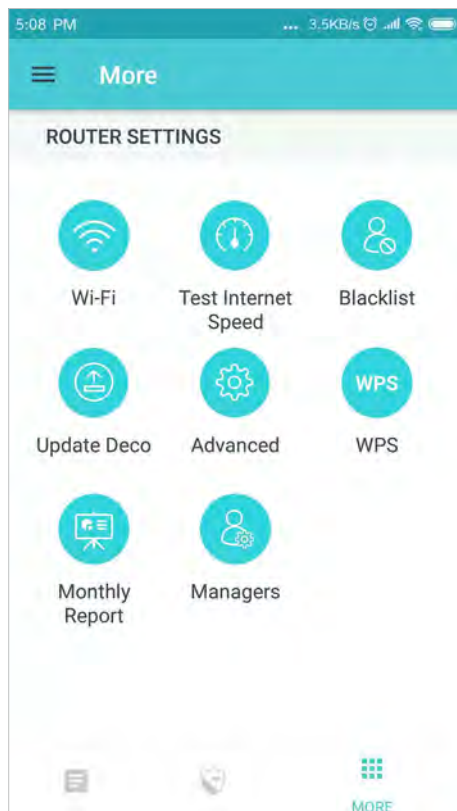 5:08 PM ... 3.5KB/s
More
ROUTER SETTINGS
Wi-Fi
Test Internet
Speed
Blacklist
Update Deco
Advanced
WPS
WPS
Monthly
Report
Managers
MORE